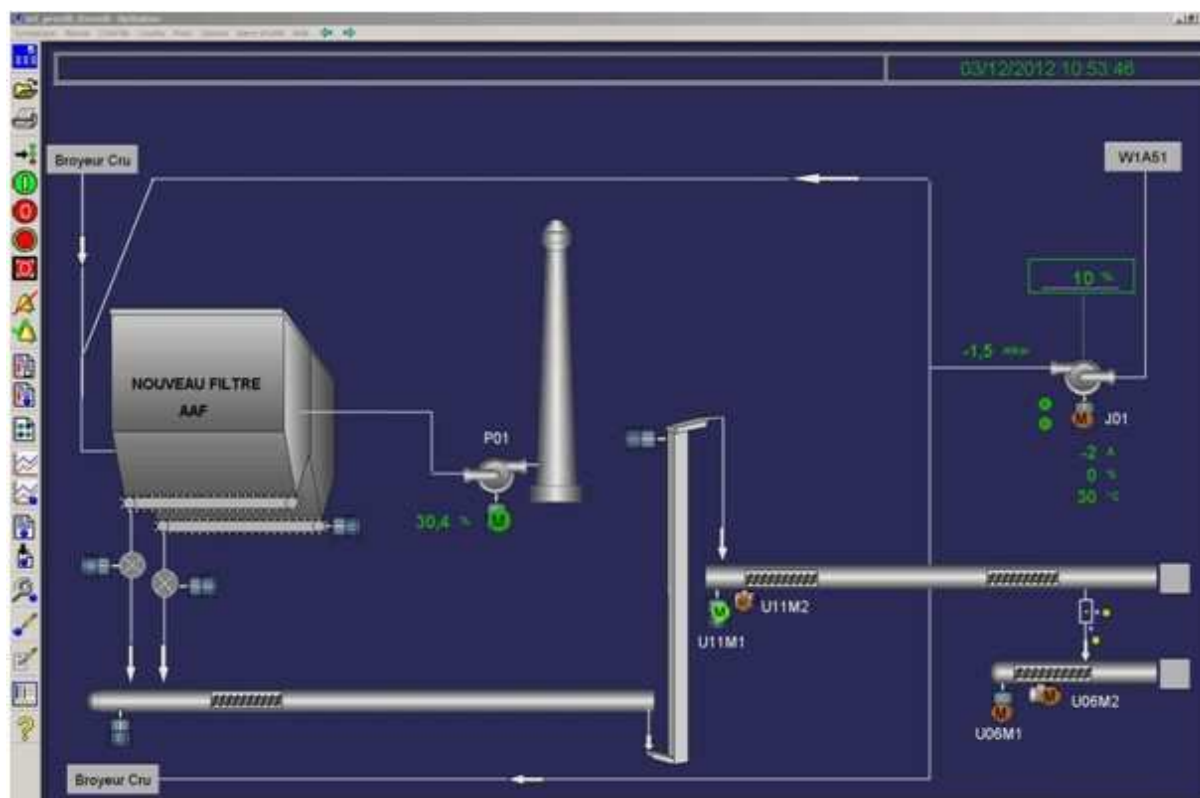 03/12/2012 10:53:46
Broyeur Cru
W1A51
10 %
-1,5
NOUVEAU FILTRE
AAF
P01
M
J01
-2 A
0 %
30 °C
30,4 %
M
U11M2
M
U11M1
U06M2
M
U06M1
Broyeur Cru